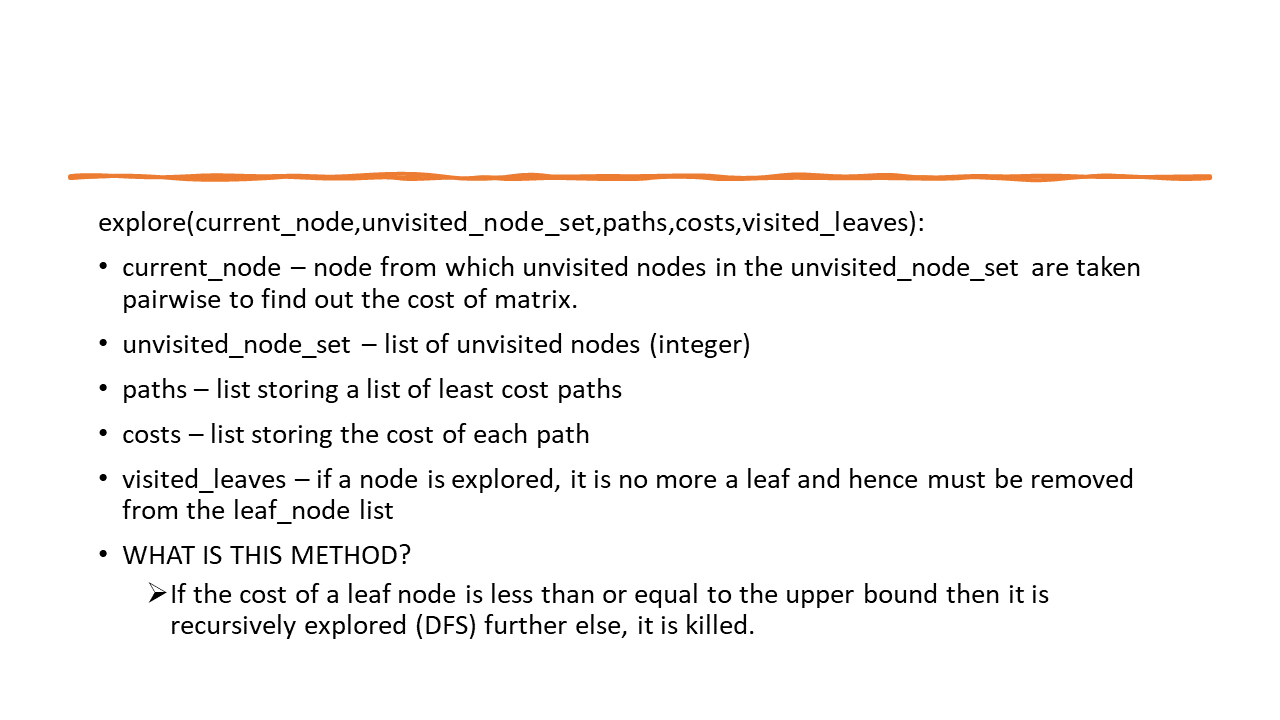 explore(current_node,unvisited_node_set,paths,costs,visited_leaves):
• current_node – node from which unvisited nodes in the unvisited_node_set are taken
pairwise to find out the cost of matrix.
• unvisited_node_set – list of unvisited nodes (integer)
• paths – list storing a list of least cost paths
• costs – list storing the cost of each path
• visited_leaves – if a node is explored, it is no more a leaf and hence must be removed
from the leaf_node list
• WHAT IS THIS METHOD?
➢If the cost of a leaf node is less than or equal to the upper bound then it is
recursively explored (DFS) further else, it is killed.